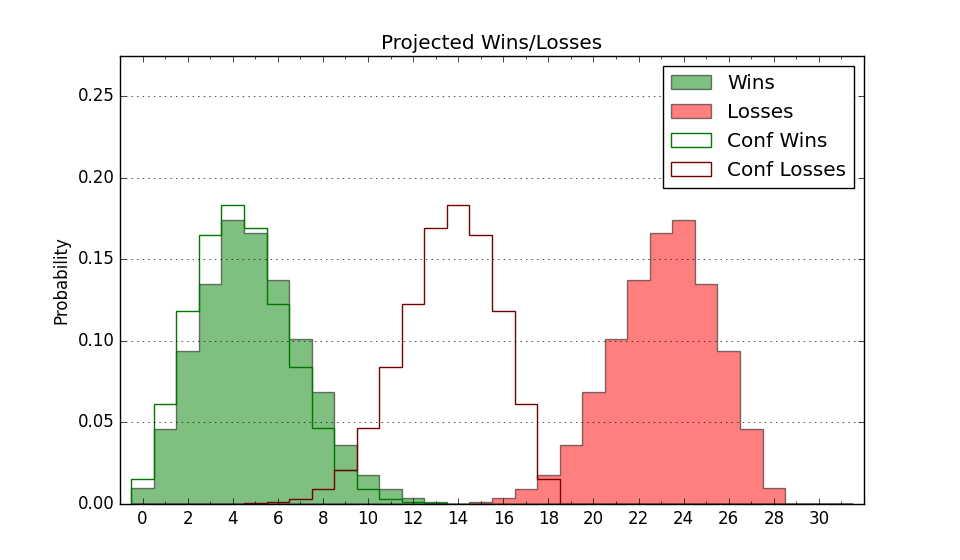 Projected Wins/Losses
Wins
Losses
Conf Wins
Conf Losses
Probability
0.25
0.20
0.15
0.10
0.05
0.00
0 2 4 6 8 10 12 14 16 18 20 22 24 26 28 30